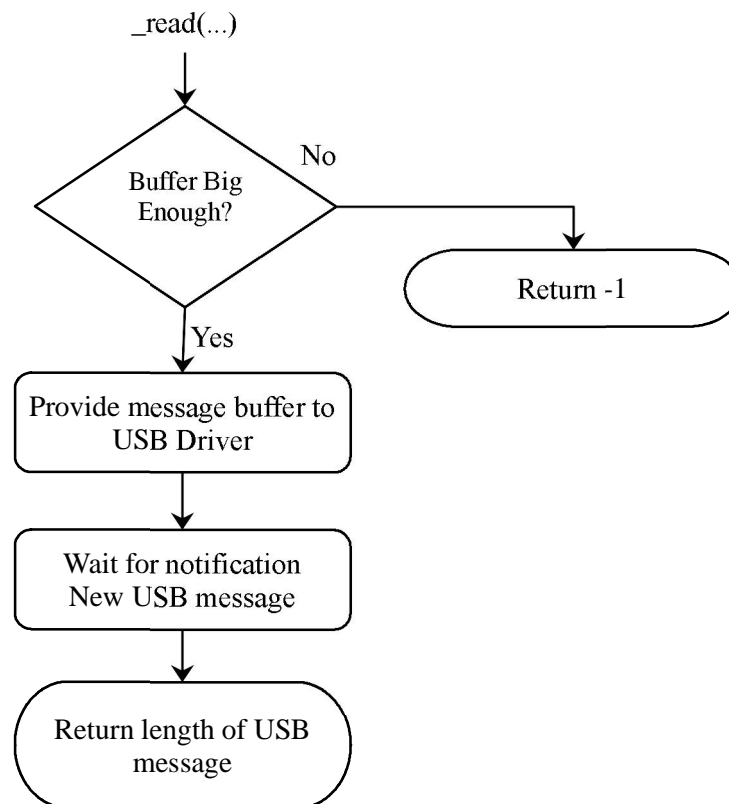 _read(...)
No
Buffer Big
Enough?
Return -1
Yes
Provide message buffer to
USB Driver
Wait for notification
New USB message
Return length of USB
message